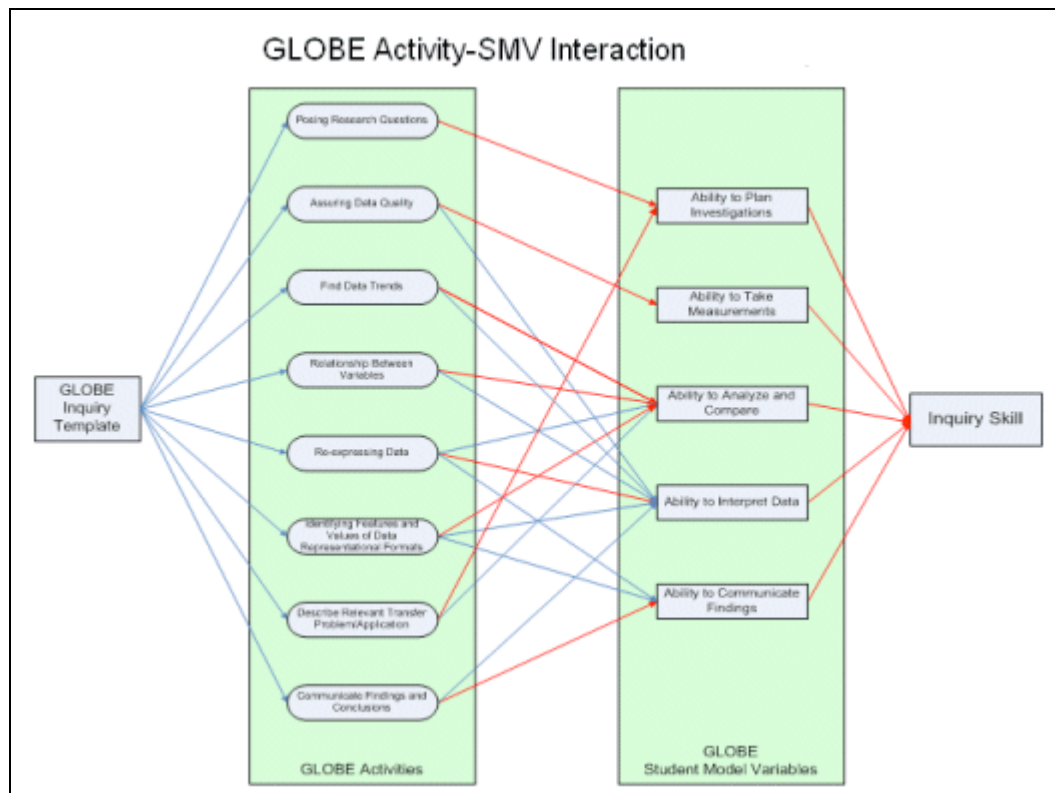 GLOBE Activity-SMV Interaction
Posing Research Questions
Assuring Data Quality
Find Data Trends
Relationship Between
Variables
Re-expressing Data
Identifying Features and
Values of Data
Representational Formats
Describe Relevant Transfer
Problem/Application
Communicate Findings and
Conclusions
GLOBE Activities
GLOBE
Inquiry
Template
Ability to Plan
Investigations
Ability to Take
Measurements
Ability to Analyze and
Compare
Ability to Interpret Data
Ability to Communicate
Findings
GLOBE
Student Model Variables
Inquiry Skill